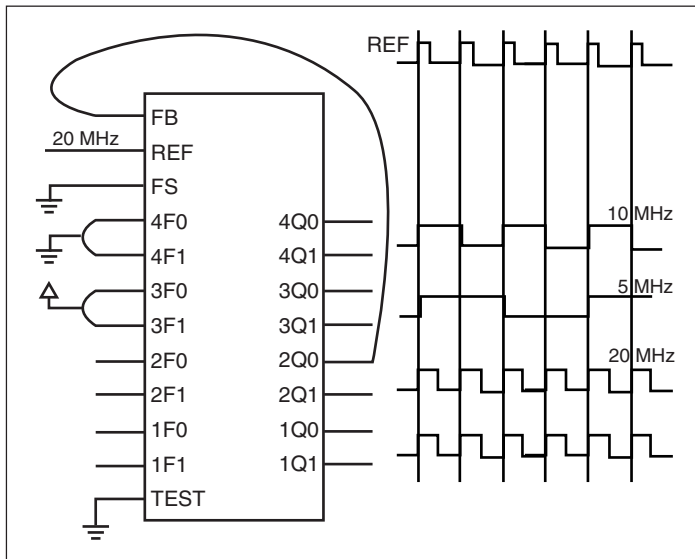 REF
FB
20 MHz
REF
FS
4F0 4Q0
4F1 4Q1
3F0 3Q0
3F1 3Q1
2F0 2Q0
2F1 2Q1
1F0 1Q0
1F1 1Q1
TEST
10 MHz
5 MHz
20 MHz